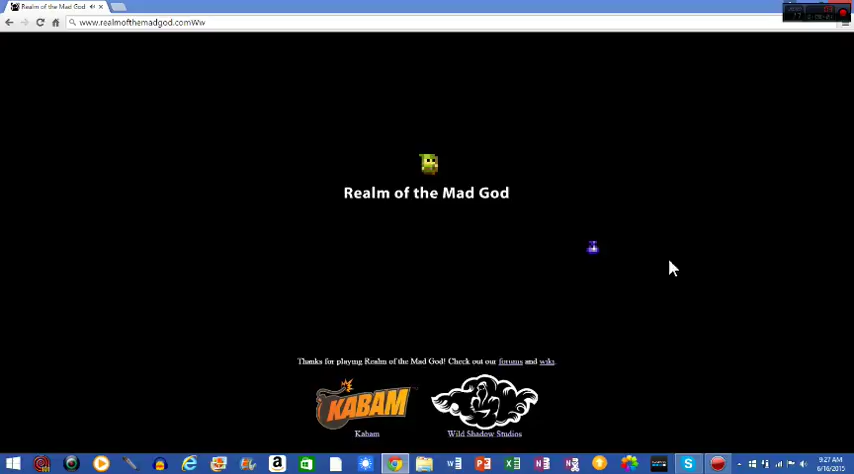 Realm of the Mad God
www.realmofthemadgod.comWw
Realm of the Mad God
Thanks for playing Realm of the Mad God! Check out our forums and wiki.
KABAM
Kabam
Wild Shadow Studios
9:27 AM
6/16/2015